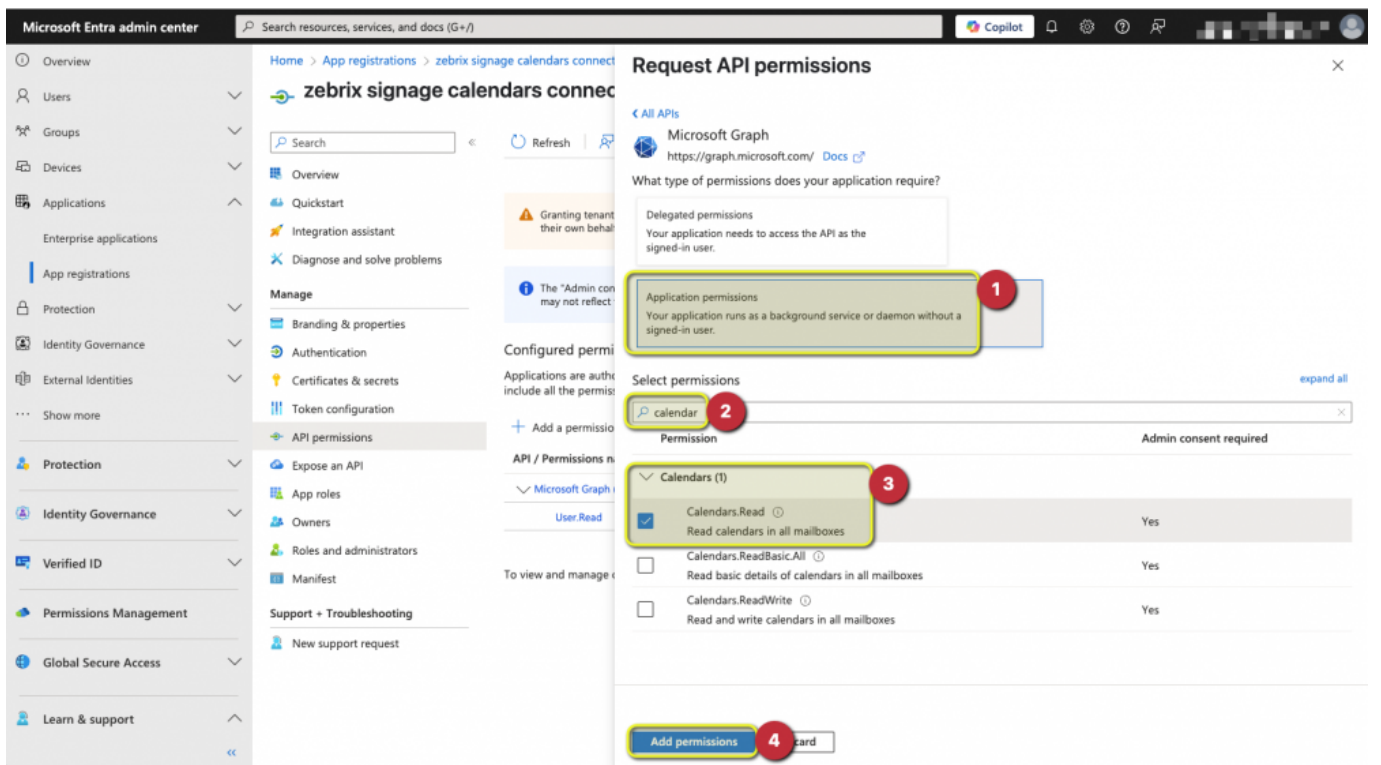 Microsoft Entra admin center
Search resources, services, and docs (G+/)
Copilot
Overview
Users
Groups
Devices
Applications
Enterprise applications
App registrations
Protection
Identity Governance
External Identities
Show more
Protection
Identity Governance
Verified ID
Permissions Management
Global Secure Access
Learn & support
Home > App registrations > zebrix signage calendars connect
zebrix signage calendars connec
Search
Overview
Quickstart
Integration assistant
Diagnose and solve problems
Manage
Branding & properties
Authentication
Certificates & secrets
Token configuration
API permissions
Expose an API
App roles
Owners
Roles and administrators
Manifest
Support + Troubleshooting
New support request
Refresh
Granting tenant
their own behal
The "Admin con
may not reflect
Configured permi
Applications are autho
include all the permiss
Add a permissio
API / Permissions n
Microsoft Graph
User.Read
To view and manage
Request API permissions
All APIs
Microsoft Graph
https://graph.microsoft.com/ Docs
What type of permissions does your application require?
Delegated permissions
Your application needs to access the API as the
signed-in user.
Application permissions
Your application runs as a background service or daemon without a
signed-in user.
1
Select permissions
expand all
calendar
2
Permission Admin consent required
Calendars (1)
3
Calendars.Read
Read calendars in all mailboxes
Yes
Calendars.ReadBasic.All
Read basic details of calendars in all mailboxes
Yes
Calendars.ReadWrite
Read and write calendars in all mailboxes
Yes
Add permissions
4
card